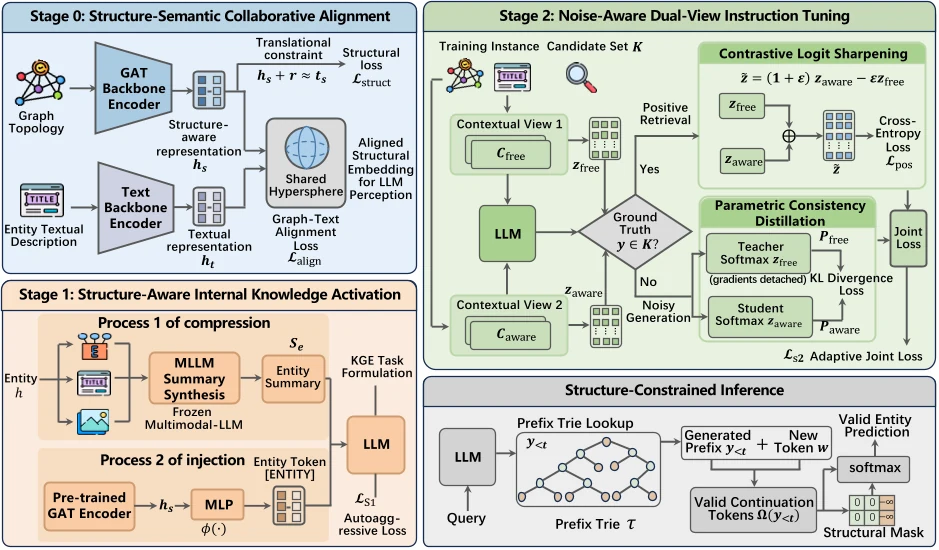 Stage 0: Structure-Semantic Collaborative Alignment
Graph
Topology
GAT
Backbone
Encoder
Structure-
aware
representation
h_s
Translational
constraint
h_s + r ≈ t_s
Structural
loss
ℒ_struct
TITLE
Entity Textual
Description
Text
Backbone
Encoder
Textual
representation
h_t
Shared
Hypersphere
Graph-Text
Alignment
Loss
ℒ_align
Aligned
Structural
Embedding
for LLM
Perception
Stage 1: Structure-Aware Internal Knowledge Activation
Process 1 of compression
Entity
h
TITLE
MLLM
Summary
Synthesis
Frozen
Multimodal-LLM
S_e
Entity
Summary
Process 2 of injection
Pre-trained
GAT Encoder
h_s
MLP
ϕ(·)
Entity Token
[ENTITY]
KGE Task
Formulation
LLM
ℒ_S1
Autoagg-
ressive Loss
Stage 2: Noise-Aware Dual-View Instruction Tuning
Training Instance
Candidate Set K
TITLE
Contextual View 1
C_free
z_free
LLM
Contextual View 2
C_aware
z_aware
Ground
Truth
y ∈ K?
Positive
Retrieval
Yes
No
Noisy
Generation
Contrastive Logit Sharpening
z̃ = (1 + ε) z_aware − εz_free
z_free
z_aware
z̃
Cross-
Entropy
Loss
ℒ_pos
Parametric Consistency
Distillation
Teacher
Softmax z_free
(gradients detached)
Student
Softmax z_aware
P_free
KL Divergence
Loss
P_aware
Joint
Loss
ℒ_S2 Adaptive Joint Loss
Structure-Constrained Inference
LLM
Query
y_<t
Prefix Trie Lookup
Prefix Trie 𝒯
Generated
Prefix y_<t
+
New
Token w
Valid Continuation
Tokens Ω(y_<t)
Valid Entity
Prediction
softmax
0 0 −∞
0 0 −∞
Structural Mask